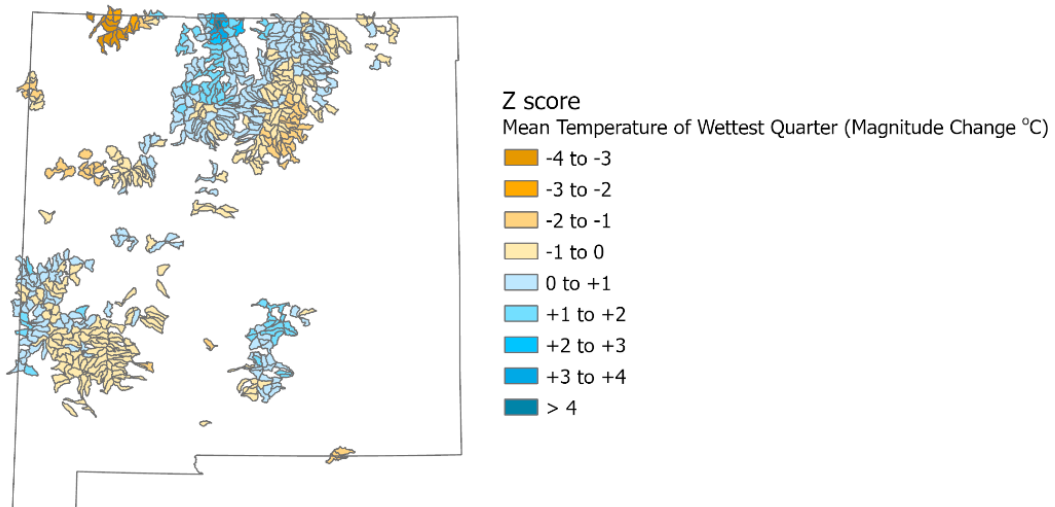 Z score
Mean Temperature of Wettest Quarter (Magnitude Change °C)
-4 to -3
-3 to -2
-2 to -1
-1 to 0
0 to +1
+1 to +2
+2 to +3
+3 to +4
> 4